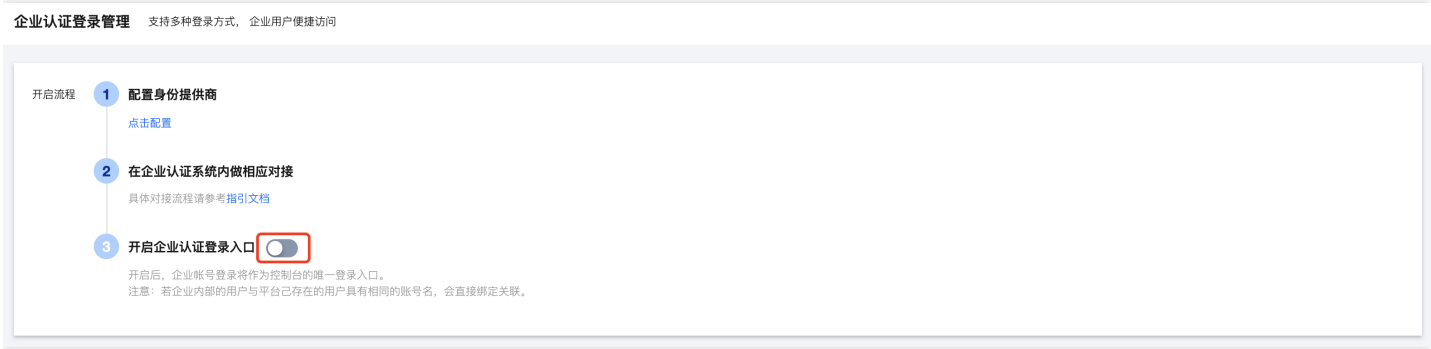 企业认证登录管理 支持多种登录方式， 企业用户便捷访问
开启流程 1 配置身份提供商
点击配置
2 在企业认证系统内做相应对接
具体对接流程请参考指引文档
3 开启企业认证登录入口
开启后，企业帐号登录将作为控制台的唯一登录入口。
注意：若企业内部的用户与平台己存在的用户具有相同的账号名，会直接绑定关联。